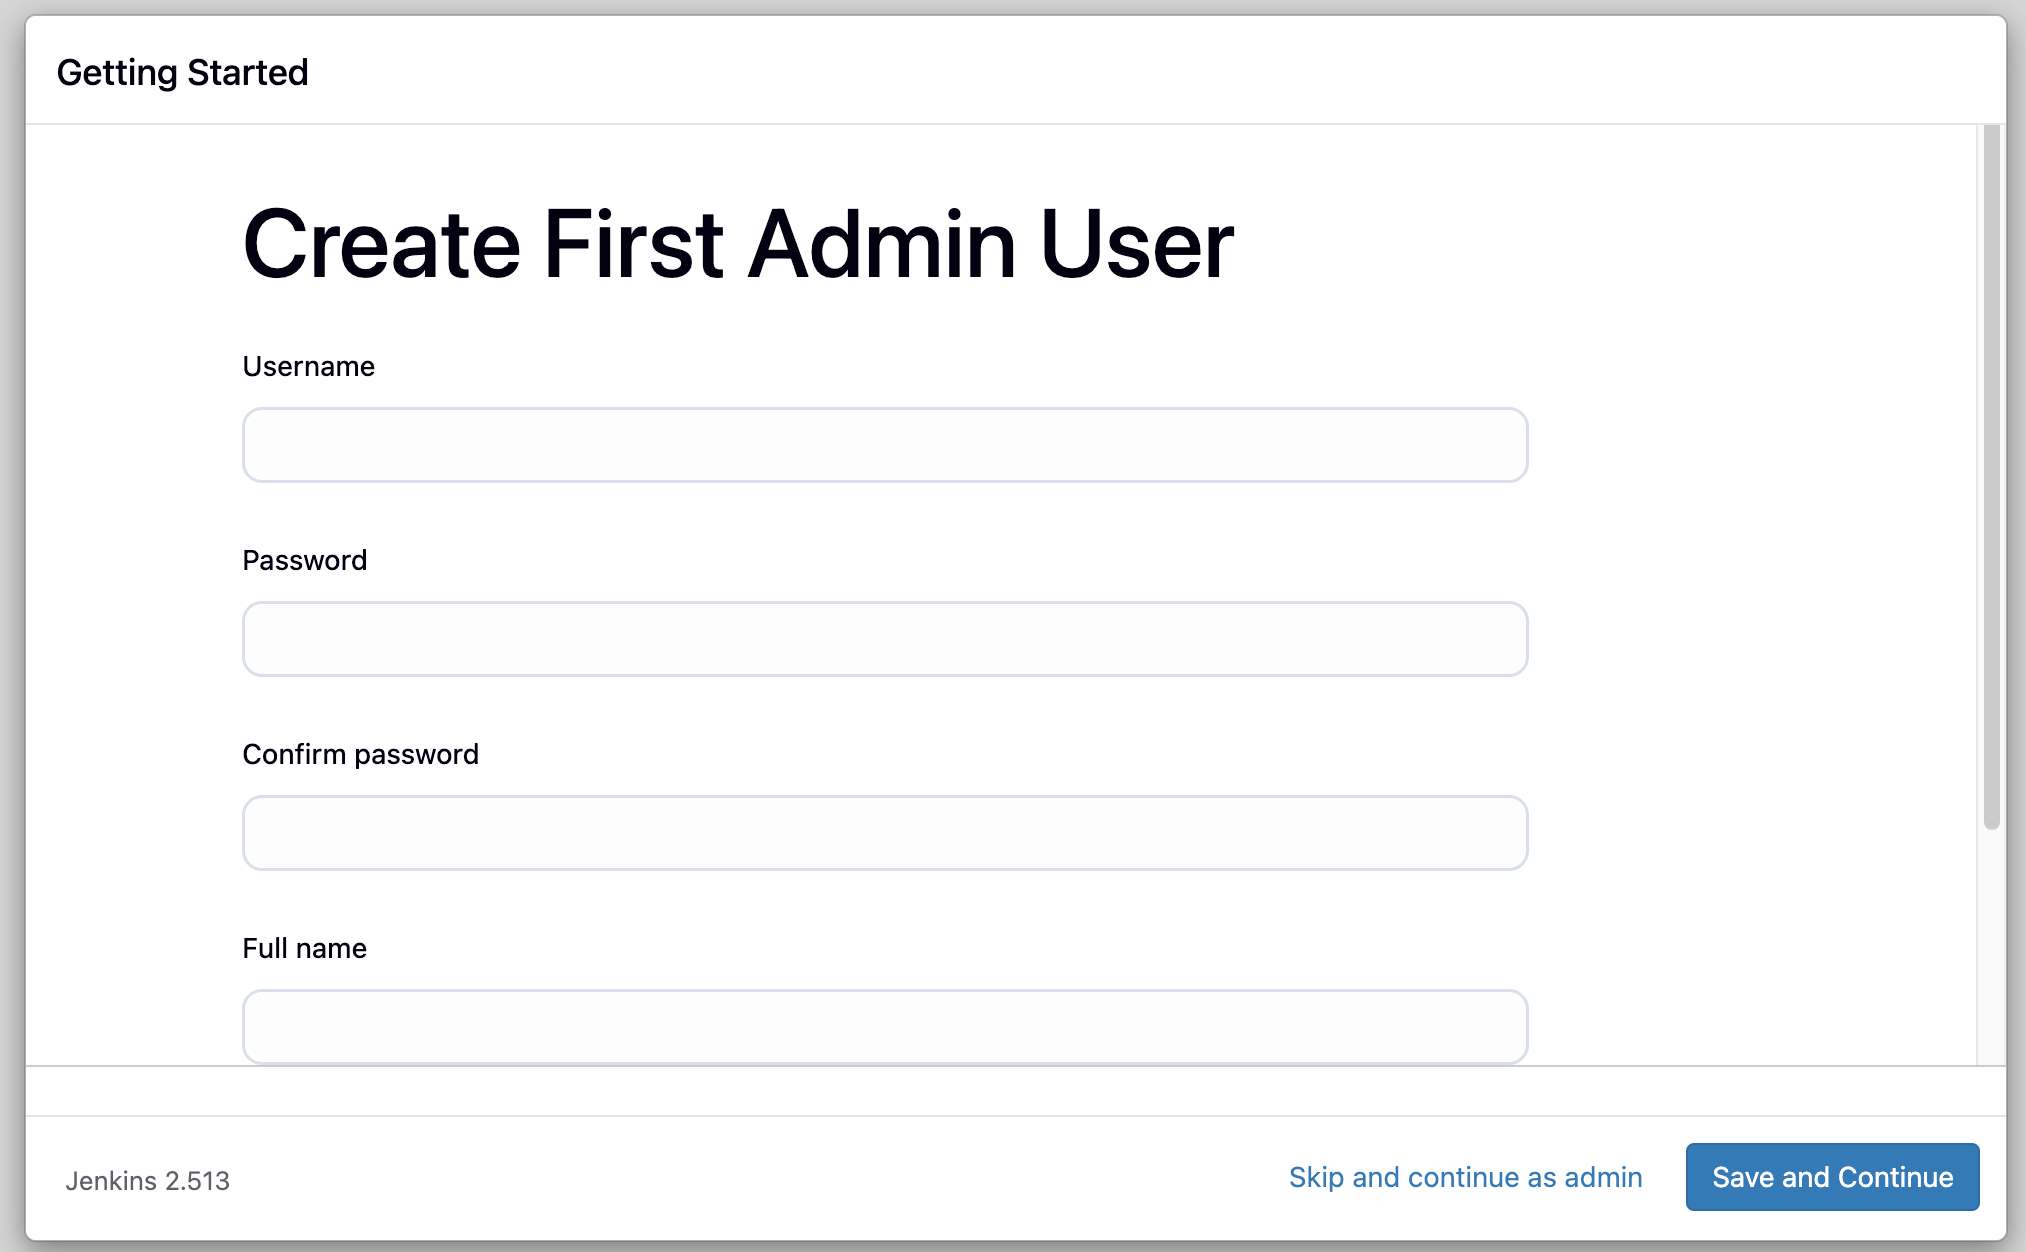 Getting Started
Create First Admin User
Username
Password
Confirm password
Full name
Jenkins 2.513
Skip and continue as admin
Save and Continue